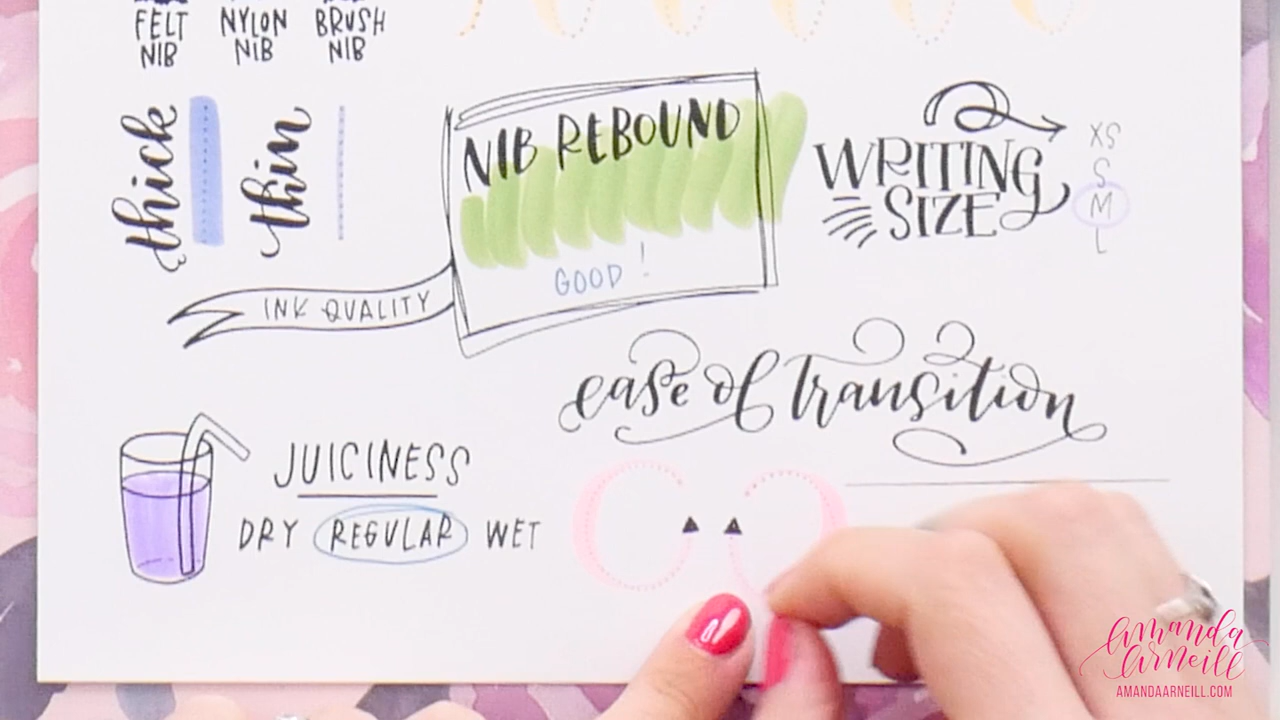 FELT
NIB
NYLON
NIB
BRUSH
NIB
thick
thin
NIB REBOUND
GOOD!
WRITING
SIZE
XS
S
M
L
INK QUALITY
ease of transition
JUICINESS
DRY REGULAR WET
amanda
arneill
AMANDAARNEILL.COM